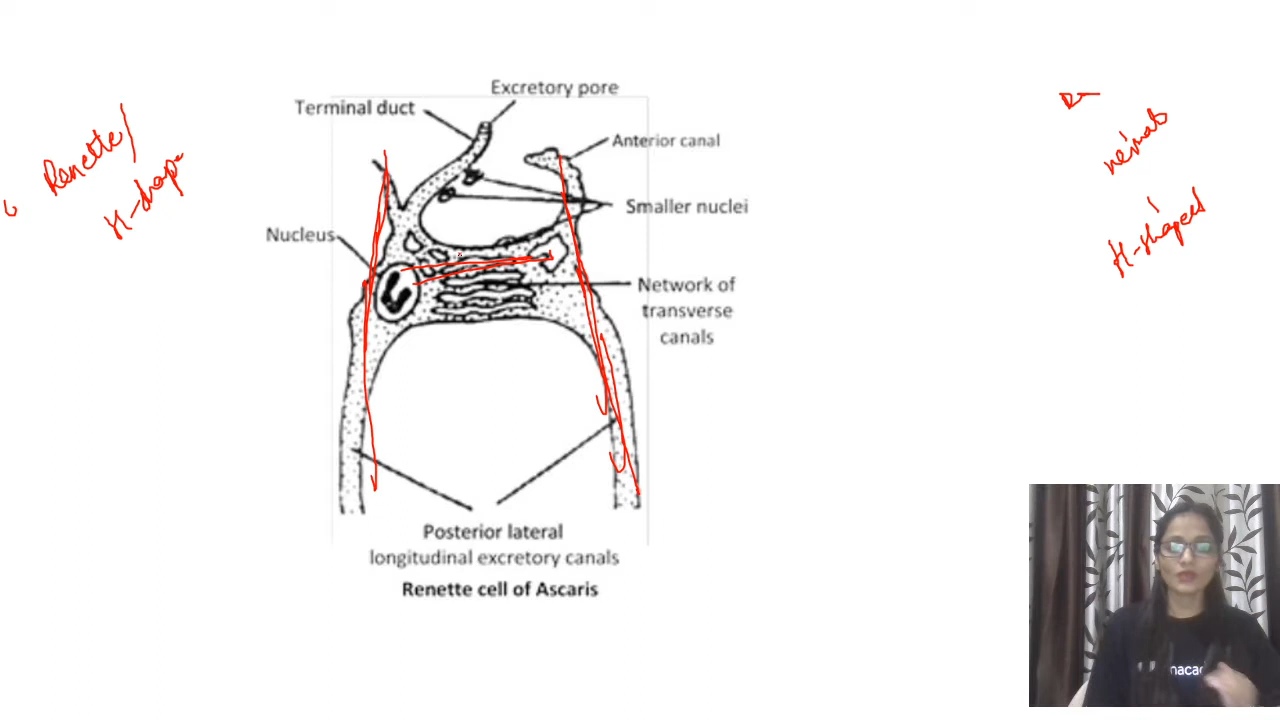 Excretory pore
Terminal duct
Anterior canal
Smaller nuclei
Nucleus
Network of
transverse
canals
Posterior lateral
longitudinal excretory canals
Renette cell of Ascaris
Renette/
H-shape
H-shaped